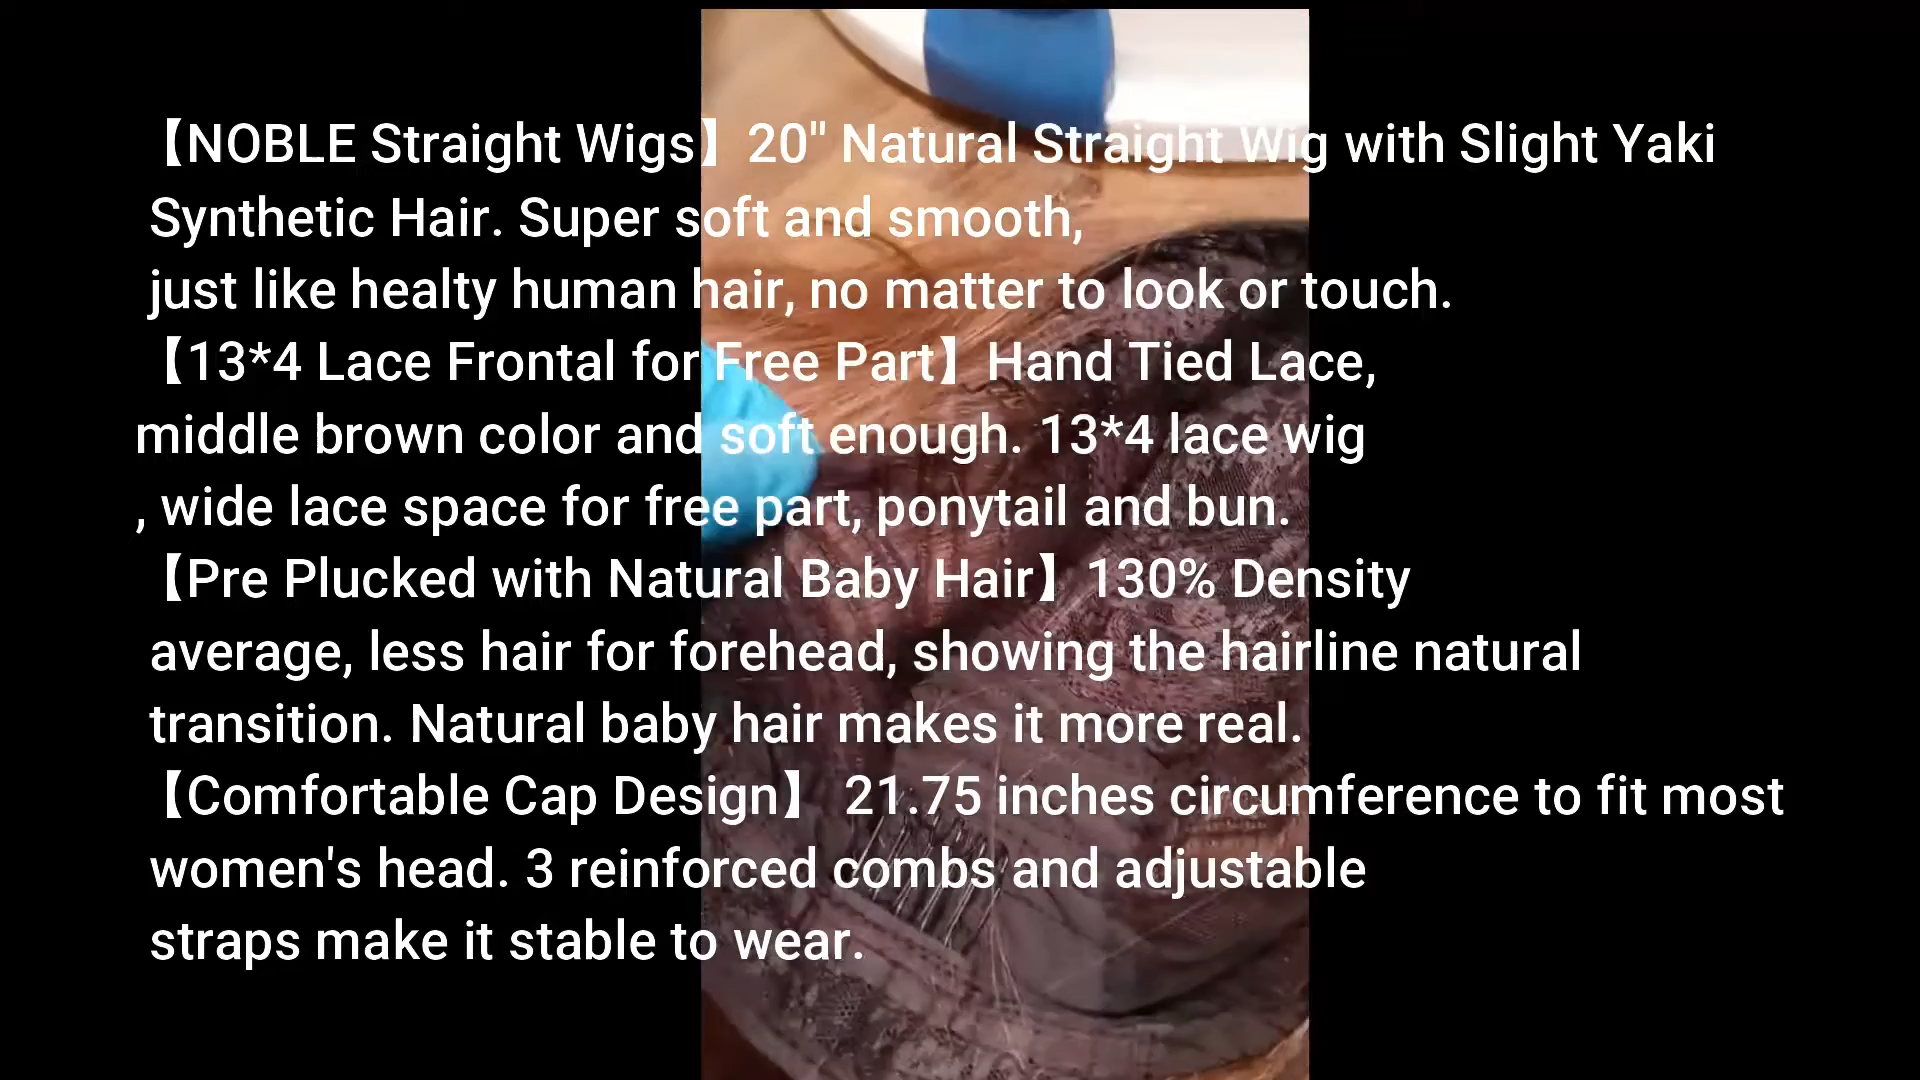 【NOBLE Straight Wigs】20" Natural Straight Wig with Slight Yaki
Synthetic Hair. Super soft and smooth,
just like healty human hair, no matter to look or touch.
【13*4 Lace Frontal for Free Part】Hand Tied Lace,
middle brown color and soft enough. 13*4 lace wig
, wide lace space for free part, ponytail and bun.
【Pre Plucked with Natural Baby Hair】130% Density
average, less hair for forehead, showing the hairline natural
transition. Natural baby hair makes it more real.
【Comfortable Cap Design】 21.75 inches circumference to fit most
women's head. 3 reinforced combs and adjustable
straps make it stable to wear.